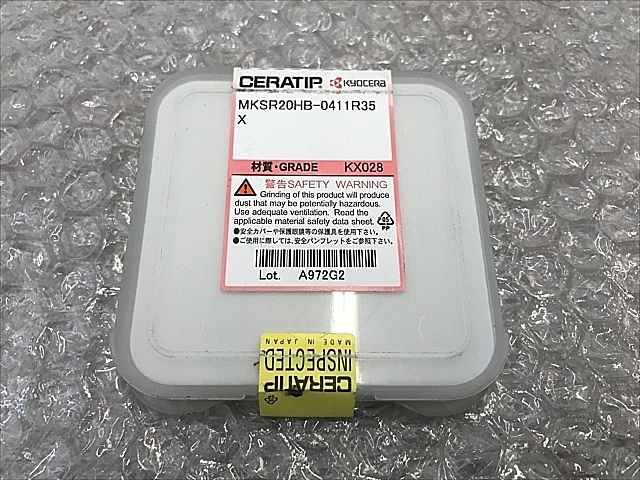 CERATIP. KYOCERA
MKSR20HB-0411R35
X
材質・GRADE KX028
警告SAFETY WARNING
Grinding of this product will produce
dust that may be potentially hazardous.
Use adequate ventilation. Read the
applicable material safety data sheet.
PP
●安全カバーや保護眼鏡等の保護具を使用下さい。
●ご使用に際しては、安全パンフレットをご参照下さい。
Lot. A972G2
CERATIP
INSPECTED
MADE IN JAPAN